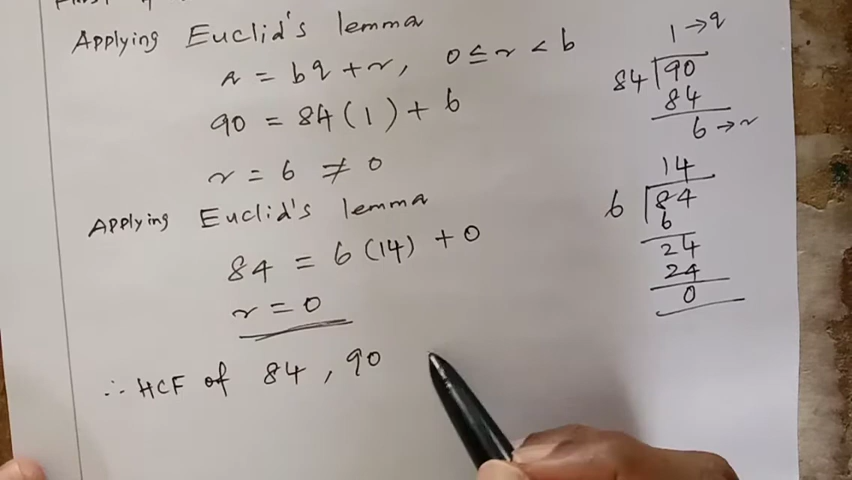 Applying Euclid's lemma
a = bq + r, 0 ≤ r < b
90 = 84(1) + 6
r = 6 ≠ 0
Applying Euclid's lemma
84 = 6(14) + 0
r = 0
∴ HCF of 84, 90
1 → q
84 90
84
6 → r
14
6 84
6
24
24
0